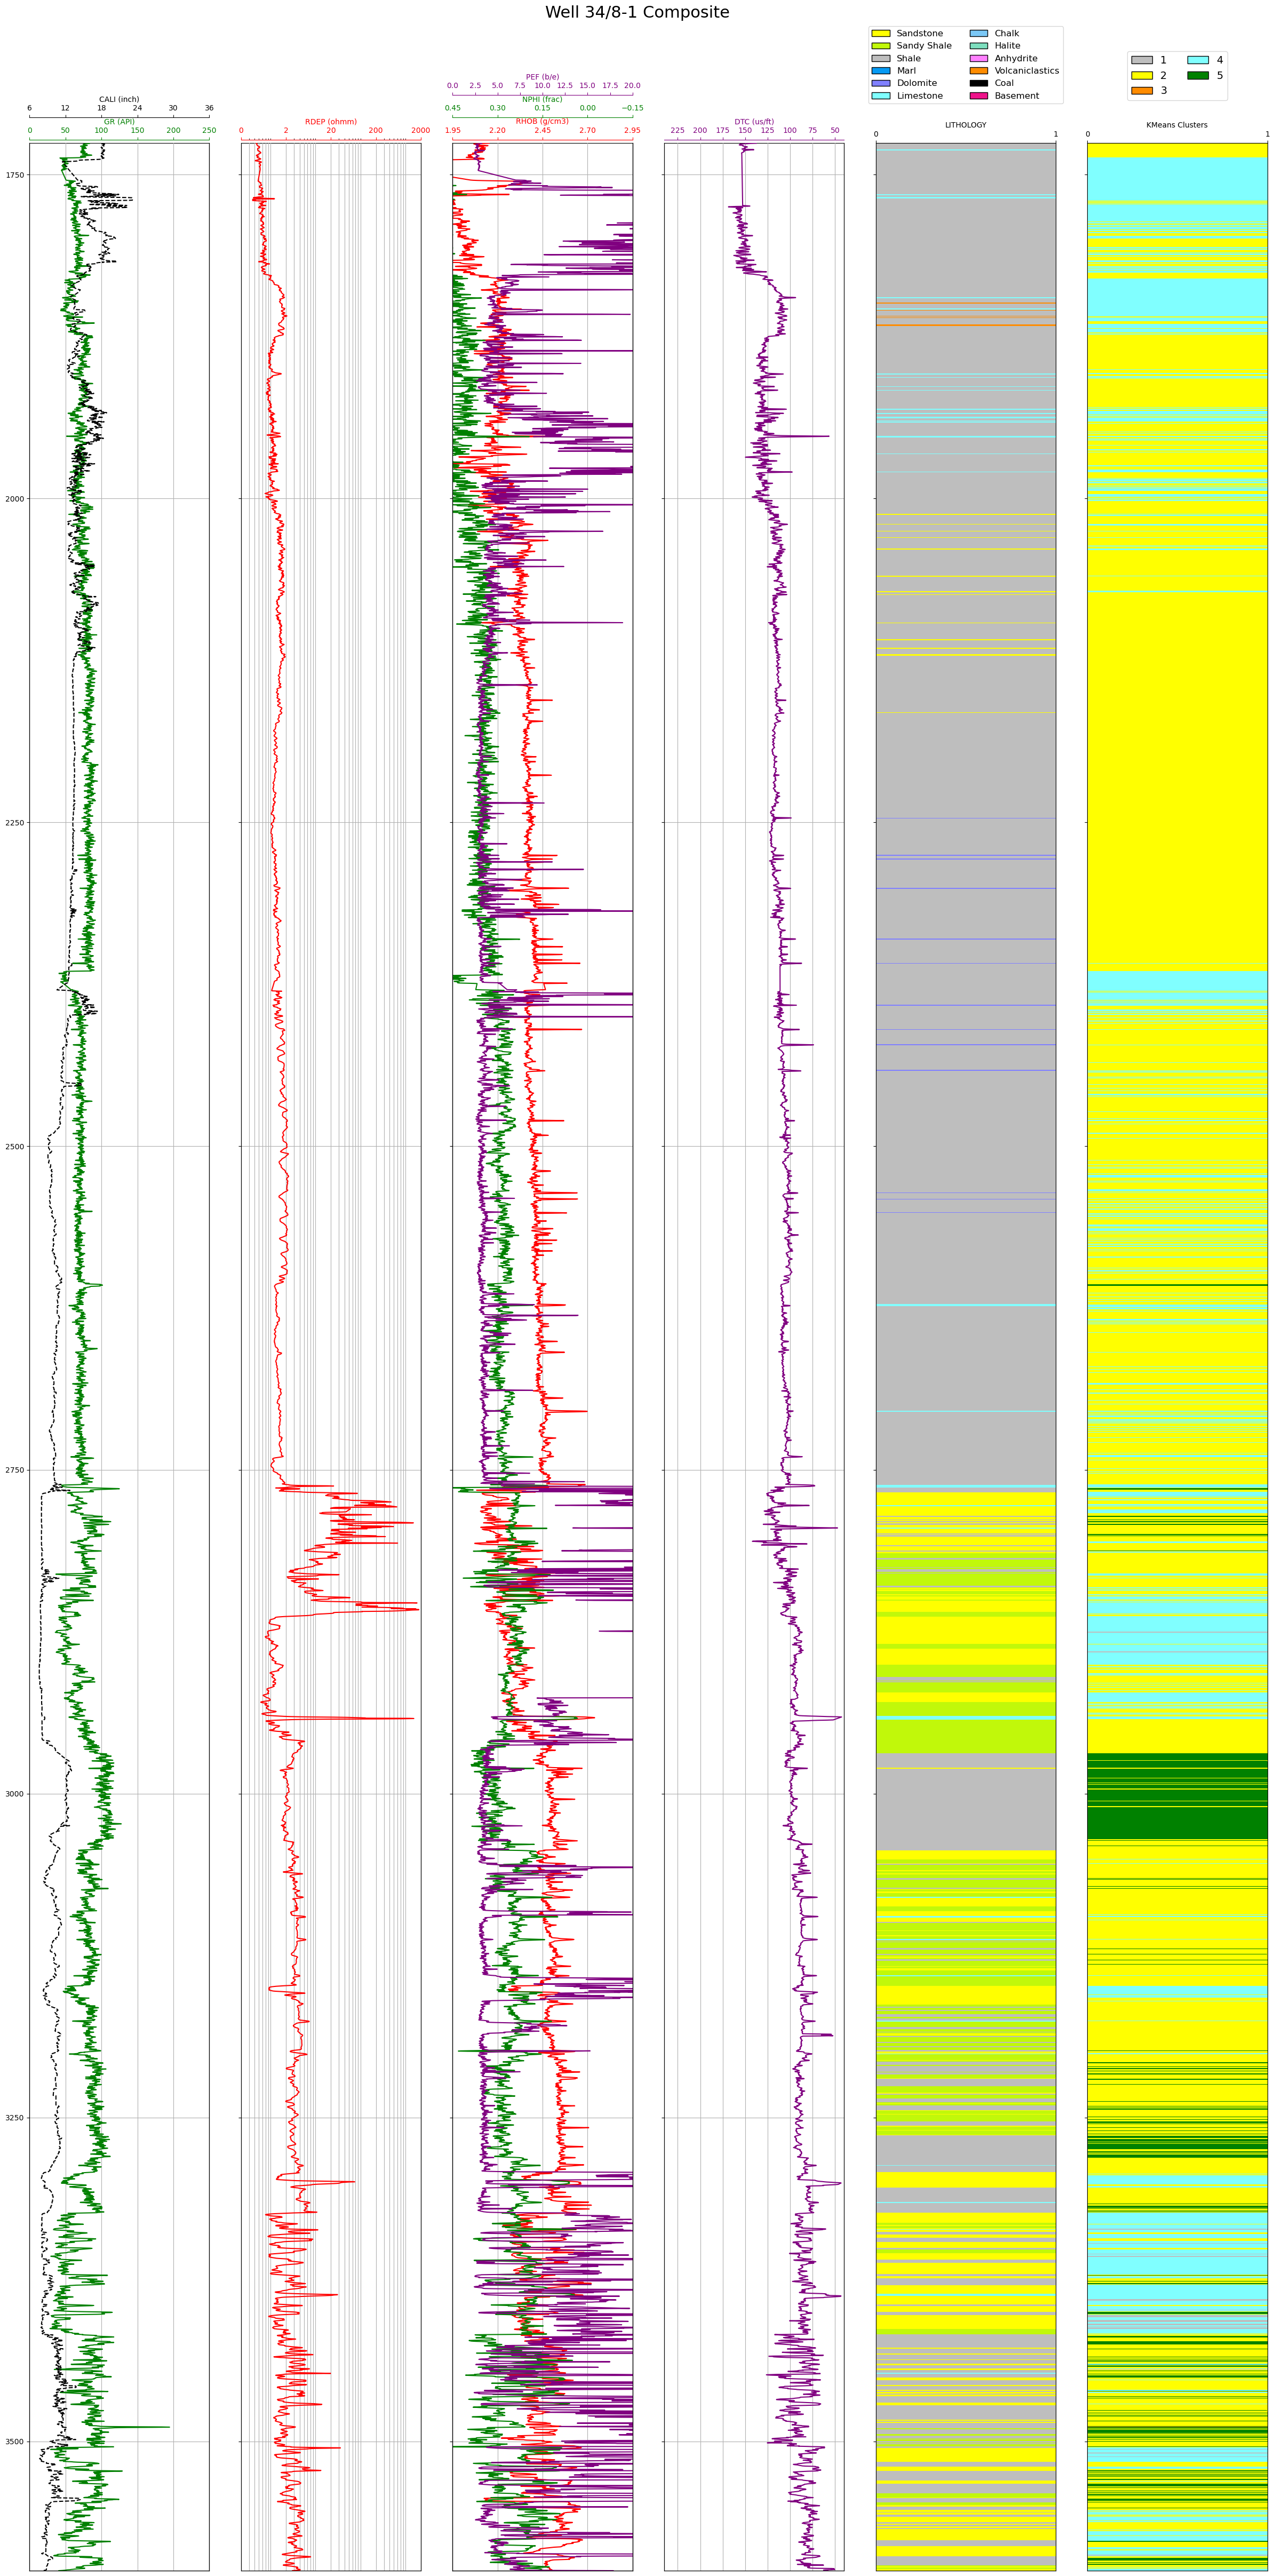 Well 34/8-1 Composite
Sandstone Chalk
Sandy Shale Halite
Shale Anhydrite
Marl Volcaniclastics
Dolomite Coal
Limestone Basement
1 4
2 5
3
PEF (b/e)
0.0 2.5 5.0 7.5 10.0 12.5 15.0 17.5 20.0
CALI (inch)
6 12 18 24 30 36
NPHI (frac)
0.45 0.30 0.15 0.00 −0.15
GR (API)
0 50 100 150 200 250
RDEP (ohmm)
0 2 2 20 200 2000
RHOB (g/cm3)
1.95 2.20 2.45 2.70 2.95
DTC (us/ft)
225 200 175 150 125 100 75 50
LITHOLOGY
0 1
KMeans Clusters
0 1
1750
2000
2250
2500
2750
3000
3250
3500